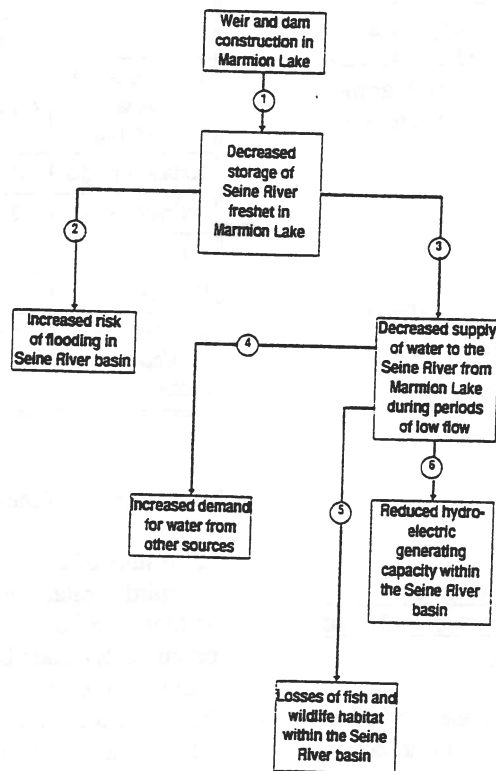 Weir and dam
construction in
Marmion Lake
1
Decreased
storage of
Seine River
freshet in
Marmion Lake
2
3
Increased risk
of flooding in
Seine River basin
Decreased supply
of water to the
Seine River from
Marmion Lake
during periods
of low flow
4
5
6
Increased demand
for water from
other sources
Reduced hydro-
electric
generating
capacity within
the Seine River
basin
Losses of fish and
wildlife habitat
within the Seine
River basin